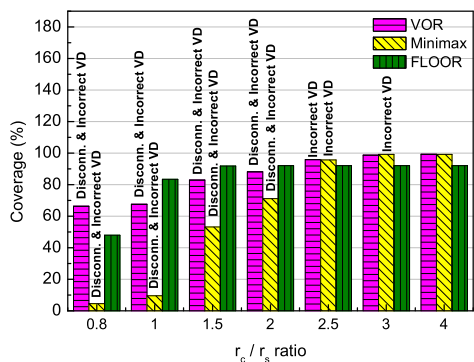 Coverage (%)
180
160
140
120
100
80
60
40
20
0
VOR
Minimax
FLOOR
Disconn. & Incorrect VD
Disconn. & Incorrect VD
Disconn. & Incorrect VD
Disconn. & Incorrect VD
Disconn. & Incorrect VD
Disconn. & Incorrect VD
Disconn. & Incorrect VD
Disconn. & Incorrect VD
Incorrect VD
Incorrect VD
Incorrect VD
0.8 1 1.5 2 2.5 3 4
r_c / r_s ratio